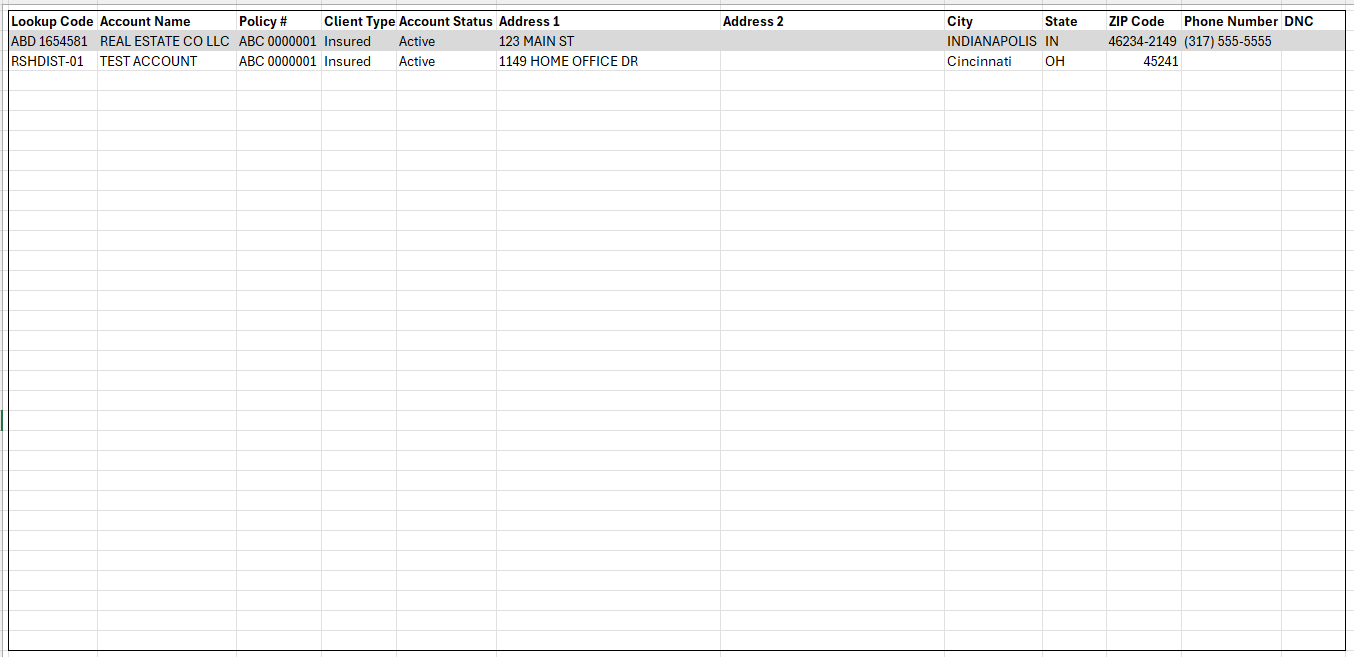 Lookup Code Account Name Policy # Client Type Account Status Address 1 Address 2 City State ZIP Code Phone Number DNC
ABD 1654581 REAL ESTATE CO LLC ABC 0000001 Insured Active 123 MAIN ST INDIANAPOLIS IN 46234-2149 (317) 555-5555
RSHDIST-01 TEST ACCOUNT ABC 0000001 Insured Active 1149 HOME OFFICE DR Cincinnati OH 45241